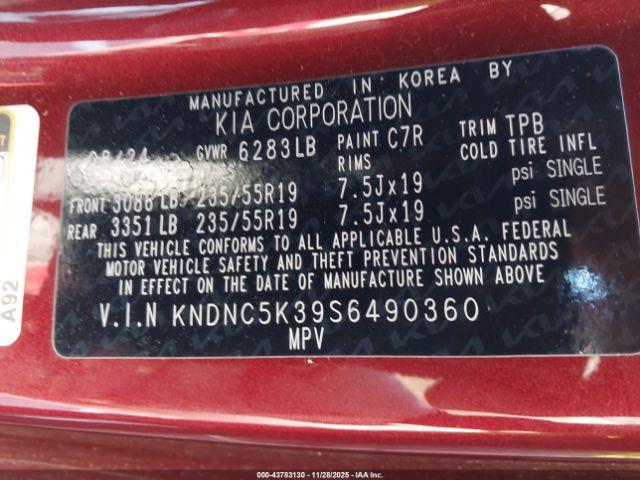 MANUFACTURED IN KOREA BY
KIA CORPORATION
GVWR 6283LB PAINT C7R TRIM TPB
RIMS COLD TIRE INFL
FRONT 3086 LB 235/55R19 7.5Jx19 psi SINGLE
REAR 3351 LB 235/55R19 7.5Jx19 psi SINGLE
THIS VEHICLE CONFORMS TO ALL APPLICABLE U.S.A. FEDERAL
MOTOR VEHICLE SAFETY AND THEFT PREVENTION STANDARDS
IN EFFECT ON THE DATE OF MANUFACTURE SHOWN ABOVE
V.I.N KNDNC5K39S6490360
MPV
A92
000-43783130 - 11/28/2025 - IAAI, Inc.